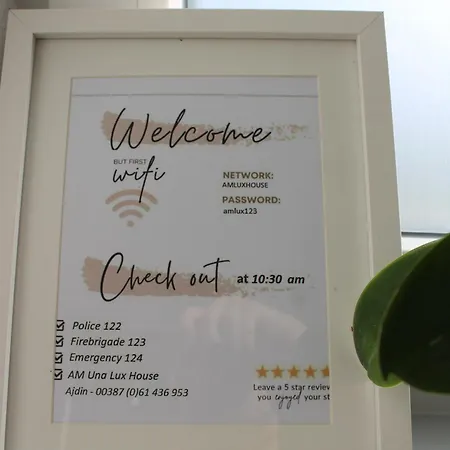 Welcome
BUT FIRST
wifi
NETWORK:
AMLUXHOUSE
PASSWORD:
amlux123
Check out at 10:30 am
Police 122
Firebrigade 123
Emergency 124
AM Una Lux House
Ajdin - 00387 (0)61 436 953
Leave a 5 star review
you enjoyed your